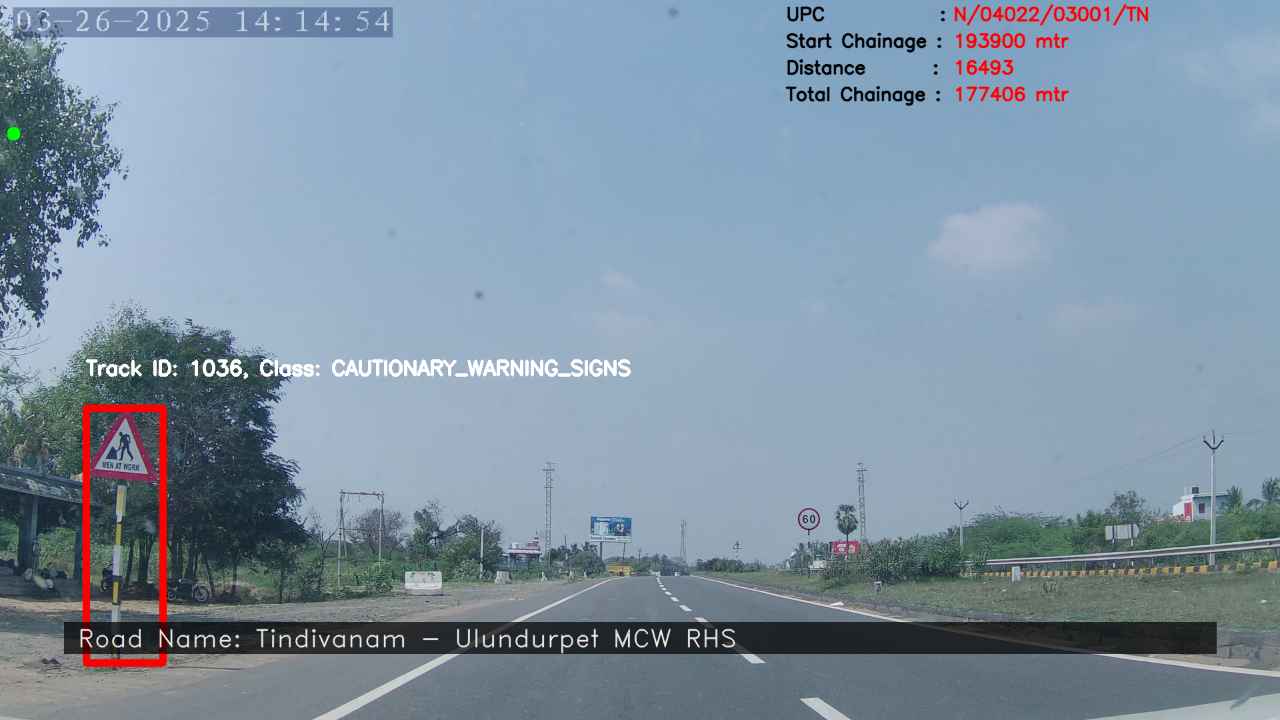 03-26-2025 14:14:54
UPC : N/04022/03001/TN
Start Chainage : 193900 mtr
Distance : 16493
Total Chainage : 177406 mtr
Track ID: 1036, Class: CAUTIONARY_WARNING_SIGNS
MEN AT WORK
60
Road Name: Tindivanam - Ulundurpet MCW RHS